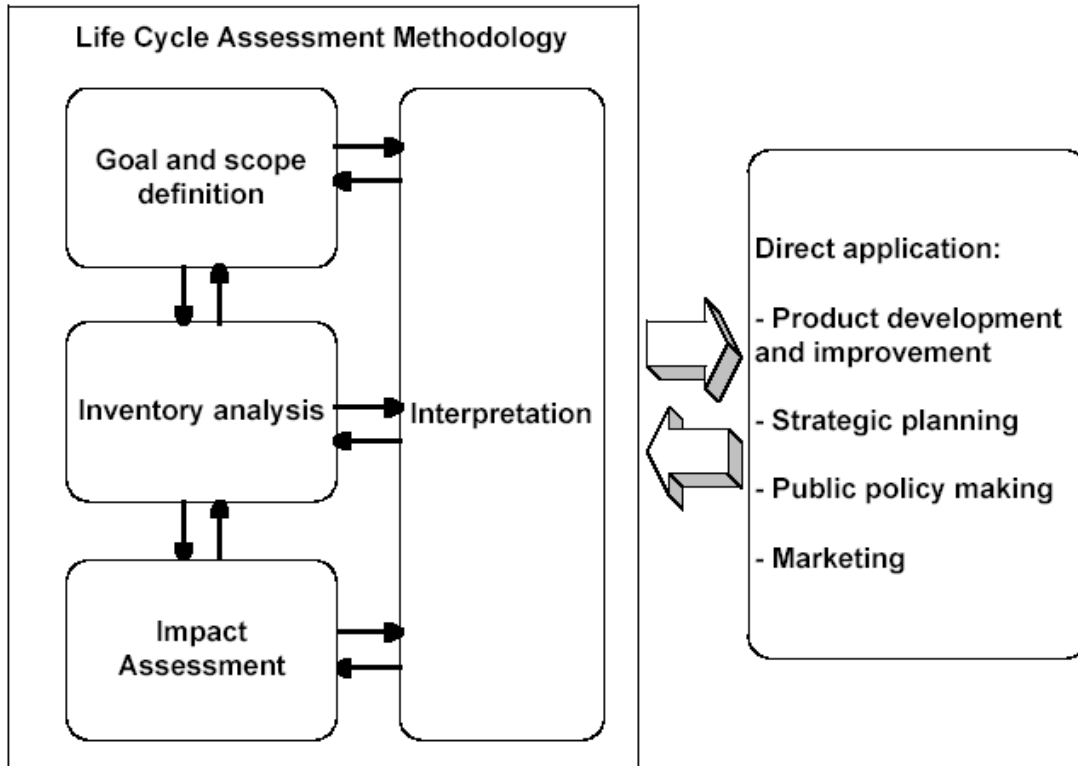 Life Cycle Assessment Methodology
Goal and scope
definition
Inventory analysis
Impact
Assessment
Interpretation
Direct application:
- Product development
and improvement
- Strategic planning
- Public policy making
- Marketing